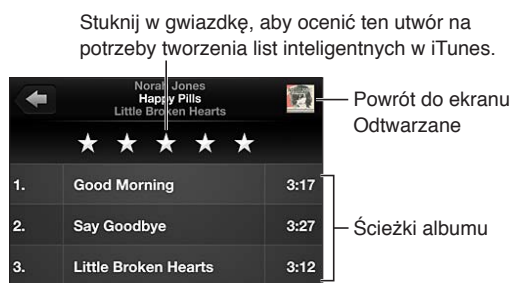 Stuknij w gwiazdkę, aby ocenić ten utwór na
potrzeby tworzenia list inteligentnych w iTunes.
Norah Jones
Happy Pills
Little Broken Hearts
Powrót do ekranu
Odtwarzane
1. Good Morning 3:17
2. Say Goodbye 3:27
3. Little Broken Hearts 3:12
Ścieżki albumu